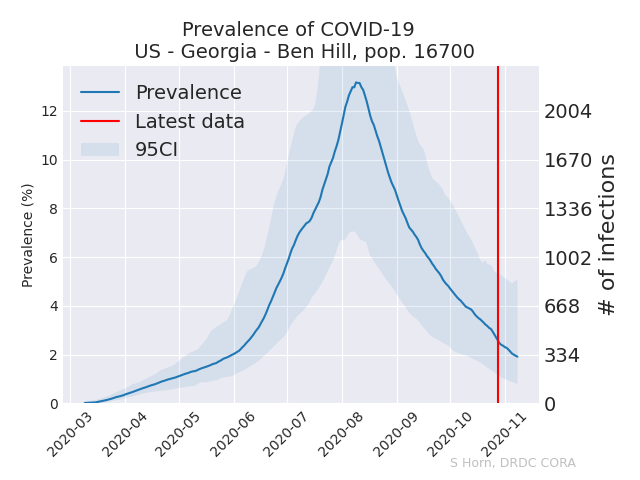 Prevalence of COVID-19
US - Georgia - Ben Hill, pop. 16700
Prevalence
Latest data
95CI
Prevalence (%)
12
10
8
6
4
2
0
2004
1670
1336
1002
668
334
0
# of infections
2020-03
2020-04
2020-05
2020-06
2020-07
2020-08
2020-09
2020-10
2020-11
S Horn, DRDC CORA